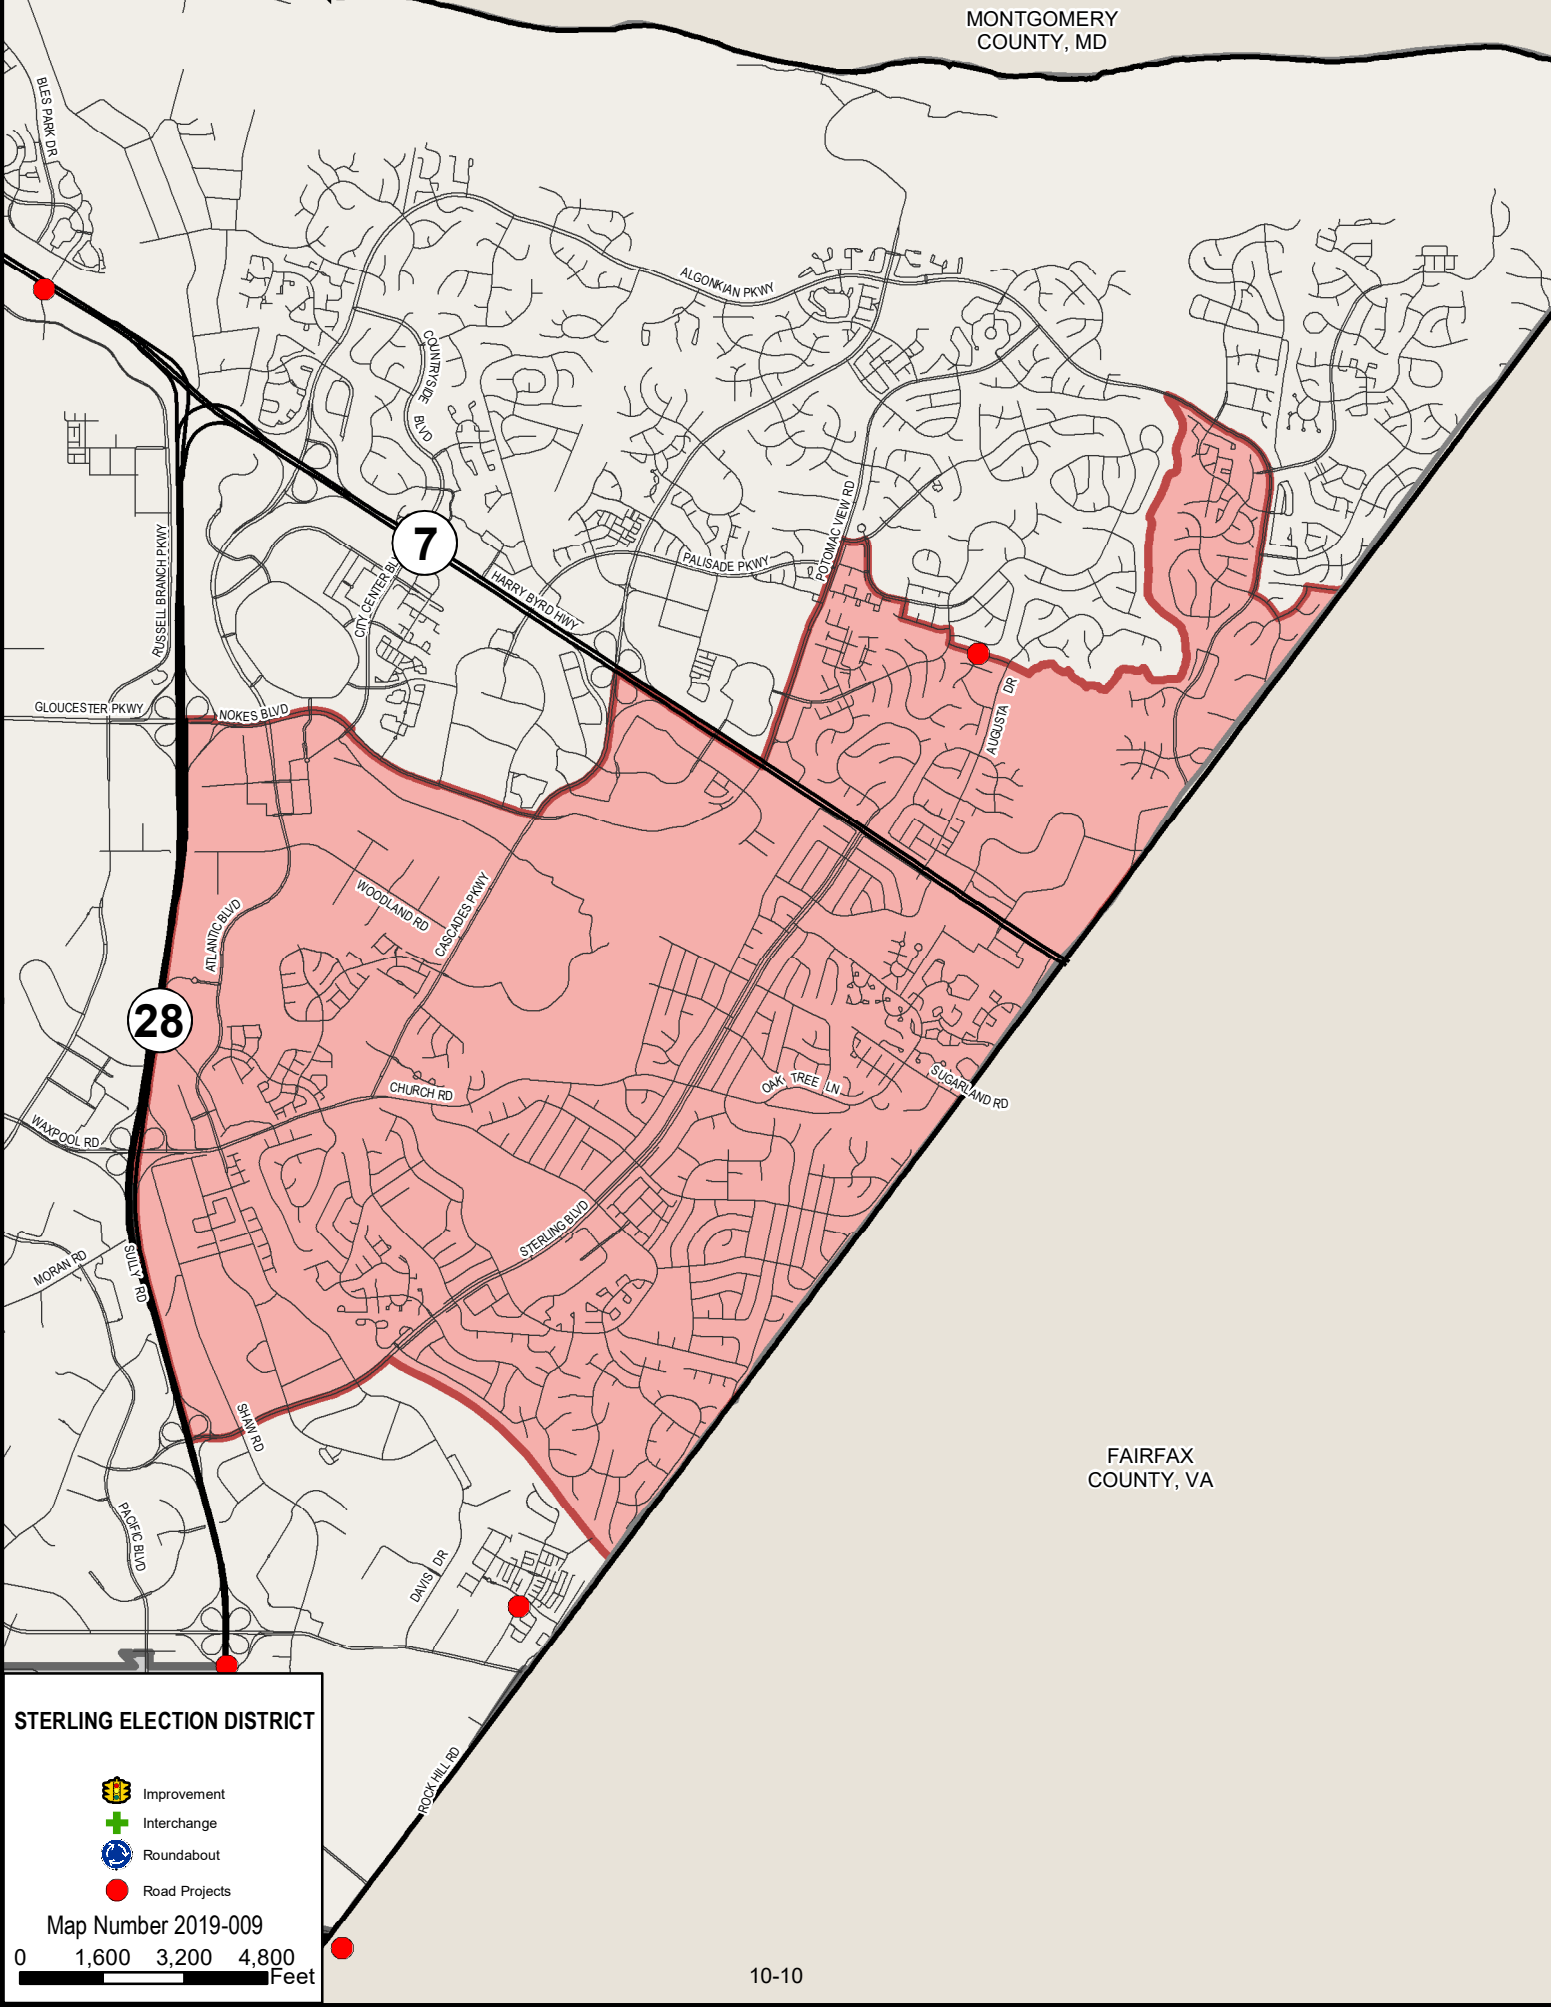 MONTGOMERY
COUNTY, MD
BLES PARK DR
ALGONKIAN PKWY
COUNTRYSIDE
BLVD
7
POTOMAC VIEW RD
PALISADE PKWY
HARRY BYRD HWY
CITY CENTER BL
RUSSELL BRANCH PKWY
GLOUCESTER PKWY
NOKES BLVD
AUGUSTA DR
WOODLAND RD
CASCADES PKWY
ATLANTIC BLVD
28
CHURCH RD
OAK TREE LN
SUGARLAND RD
WAXPOOL RD
STERLING BLVD
MORAN RD
SULLY RD
SHAW RD
FAIRFAX
COUNTY, VA
PACIFIC BLVD
DAVIS DR
ROCK HILL RD
STERLING ELECTION DISTRICT
Improvement
Interchange
Roundabout
Road Projects
Map Number 2019-009
0 1,600 3,200 4,800
Feet
10-10